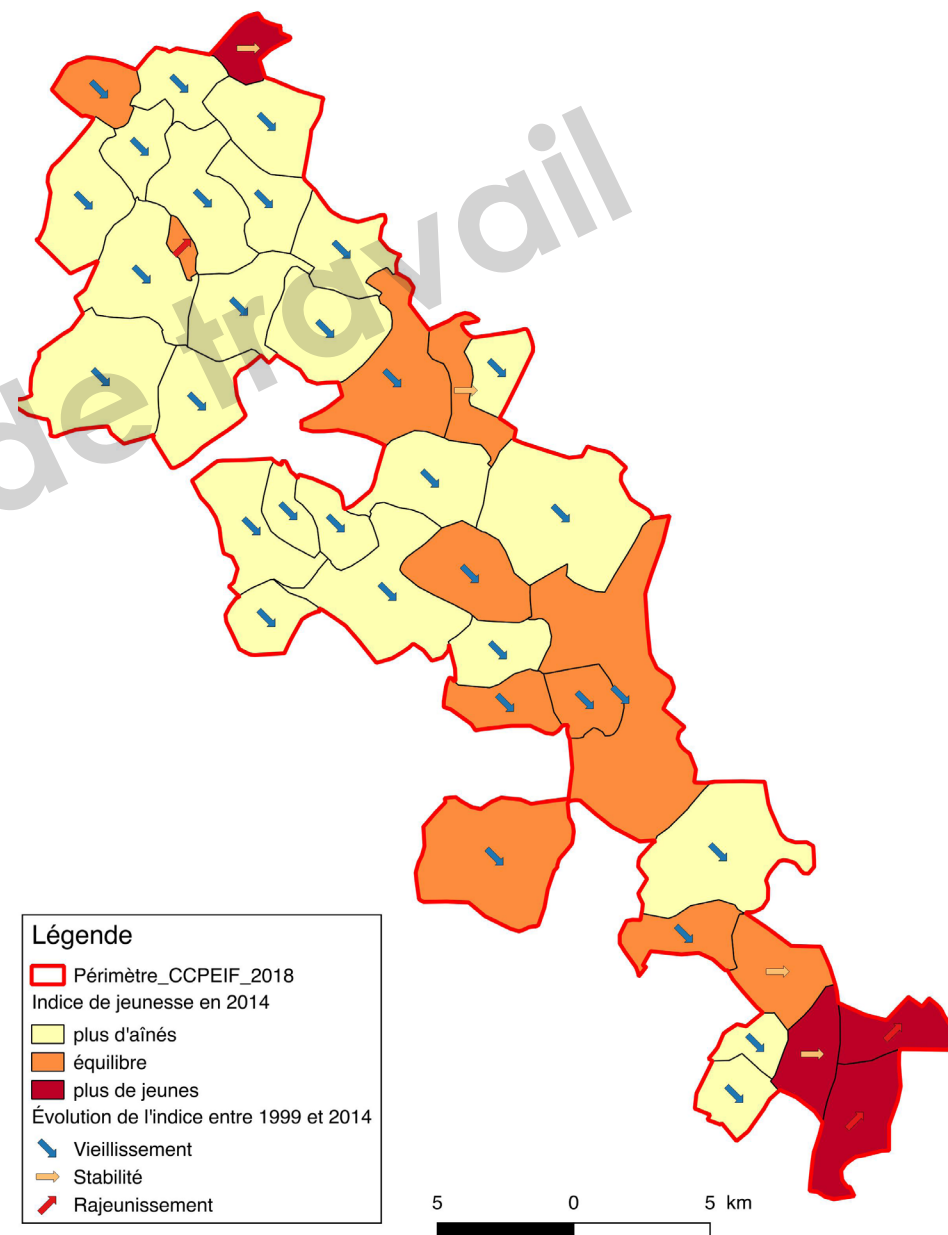 de travail
Légende
Périmètre_CCPEIF_2018
Indice de jeunesse en 2014
plus d'aînés
équilibre
plus de jeunes
Évolution de l'indice entre 1999 et 2014
Vieillissement
Stabilité
Rajeunissement
5 0 5 km